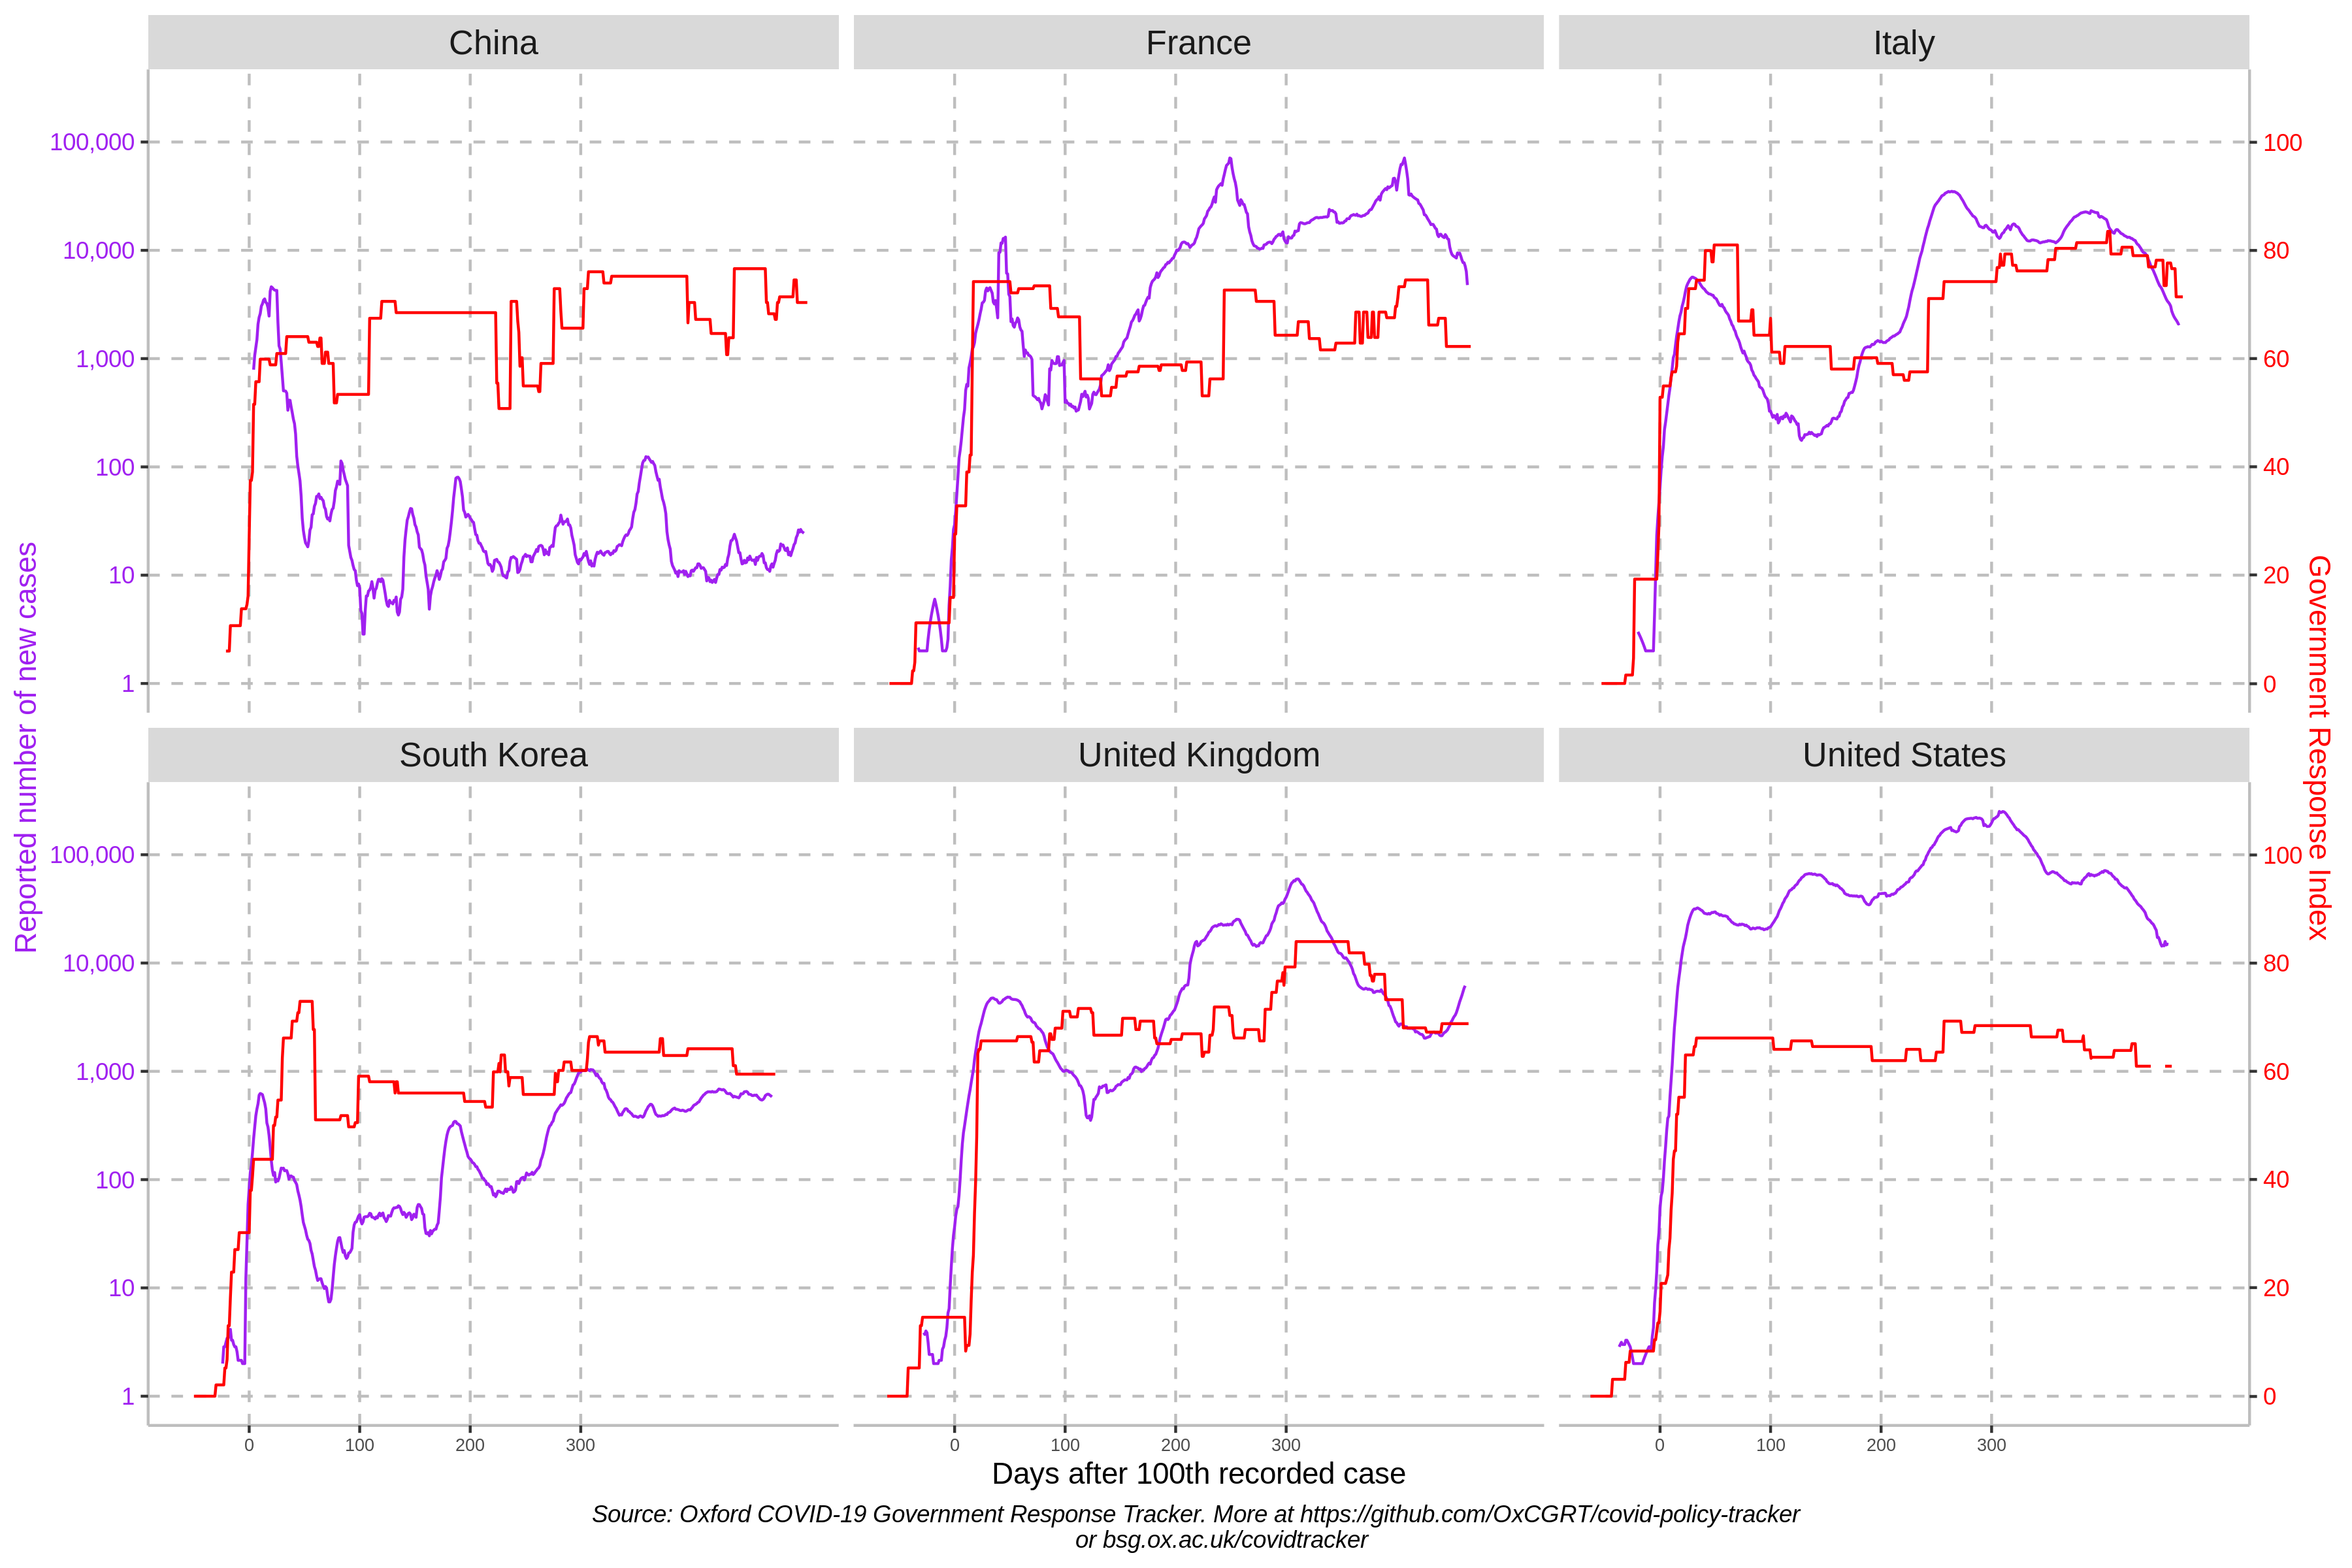 China
France
Italy
100,000
10,000
1,000
100
10
1
100
80
60
40
20
0
South Korea
United Kingdom
United States
100,000
10,000
1,000
100
10
1
100
80
60
40
20
0
Reported number of new cases
Government Response Index
0 100 200 300
0 100 200 300
0 100 200 300
Days after 100th recorded case
Source: Oxford COVID-19 Government Response Tracker. More at https://github.com/OxCGRT/covid-policy-tracker
or bsg.ox.ac.uk/covidtracker